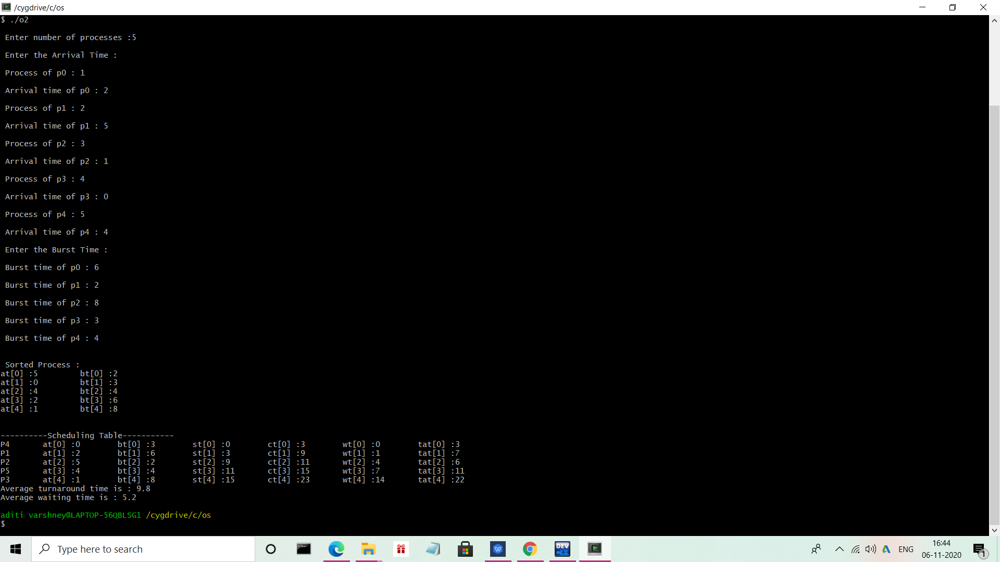 /cygdrive/c/os
$ ./o2
Enter number of processes :5
Enter the Arrival Time :
Process of p0 : 1
Arrival time of p0 : 2
Process of p1 : 2
Arrival time of p1 : 5
Process of p2 : 3
Arrival time of p2 : 1
Process of p3 : 4
Arrival time of p3 : 0
Process of p4 : 5
Arrival time of p4 : 4
Enter the Burst Time :
Burst time of p0 : 6
Burst time of p1 : 2
Burst time of p2 : 8
Burst time of p3 : 3
Burst time of p4 : 4
Sorted Process :
at[0] :5 bt[0] :2
at[1] :0 bt[1] :3
at[2] :4 bt[2] :4
at[3] :2 bt[3] :6
at[4] :1 bt[4] :8
----------Scheduling Table-----------
P4 at[0] :0 bt[0] :3 st[0] :0 ct[0] :3 wt[0] :0 tat[0] :3
P1 at[1] :2 bt[1] :6 st[1] :3 ct[1] :9 wt[1] :1 tat[1] :7
P2 at[2] :5 bt[2] :2 st[2] :9 ct[2] :11 wt[2] :4 tat[2] :6
P5 at[3] :4 bt[3] :4 st[3] :11 ct[3] :15 wt[3] :7 tat[3] :11
P3 at[4] :1 bt[4] :8 st[4] :15 ct[4] :23 wt[4] :14 tat[4] :22
Average turnaround time is : 9.8
Average waiting time is : 5.2
aditi varshney@LAPTOP-56QBLSG1 /cygdrive/c/os
$
Type here to search
DEV C++
ENG
16:44
06-11-2020
1